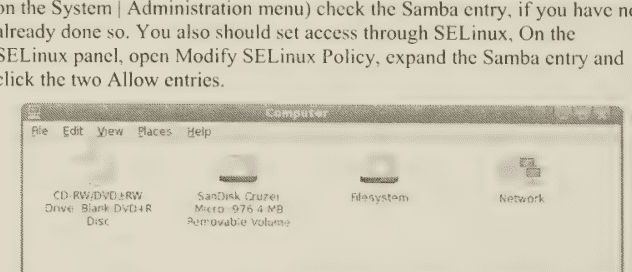 on the System | Administration menu) check the Samba entry, if you have no
already done so. You also should set access through SELinux, On the
SELinux panel, open Modify SELinux Policy, expand the Samba entry and
click the two Allow entries.
Computer
File Edit View Places Help
CD-RW/DVD±RW
Drive: Blank DVD+R
Disc
SanDisk Cruzer
Micro: 976.4 MB
Removable Volume
Filesystem
Network